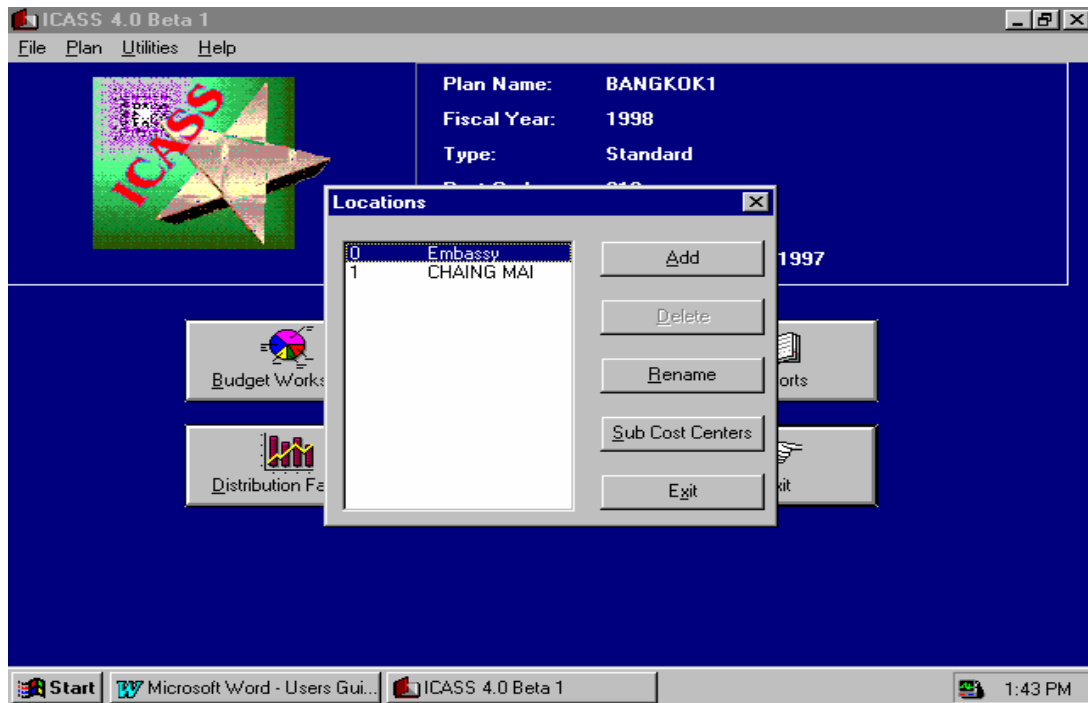 ICASS 4.0 Beta 1
File Plan Utilities Help
ICASS
Plan Name: BANGKOK1
Fiscal Year: 1998
Type: Standard
Locations
0 Embassy
1 CHAING MAI
Add
1997
Delete
Rename
Sub Cost Centers
Exit
Budget Works
orts
Distribution Fa
xit
Start
Microsoft Word - Users Gui...
ICASS 4.0 Beta 1
1:43 PM